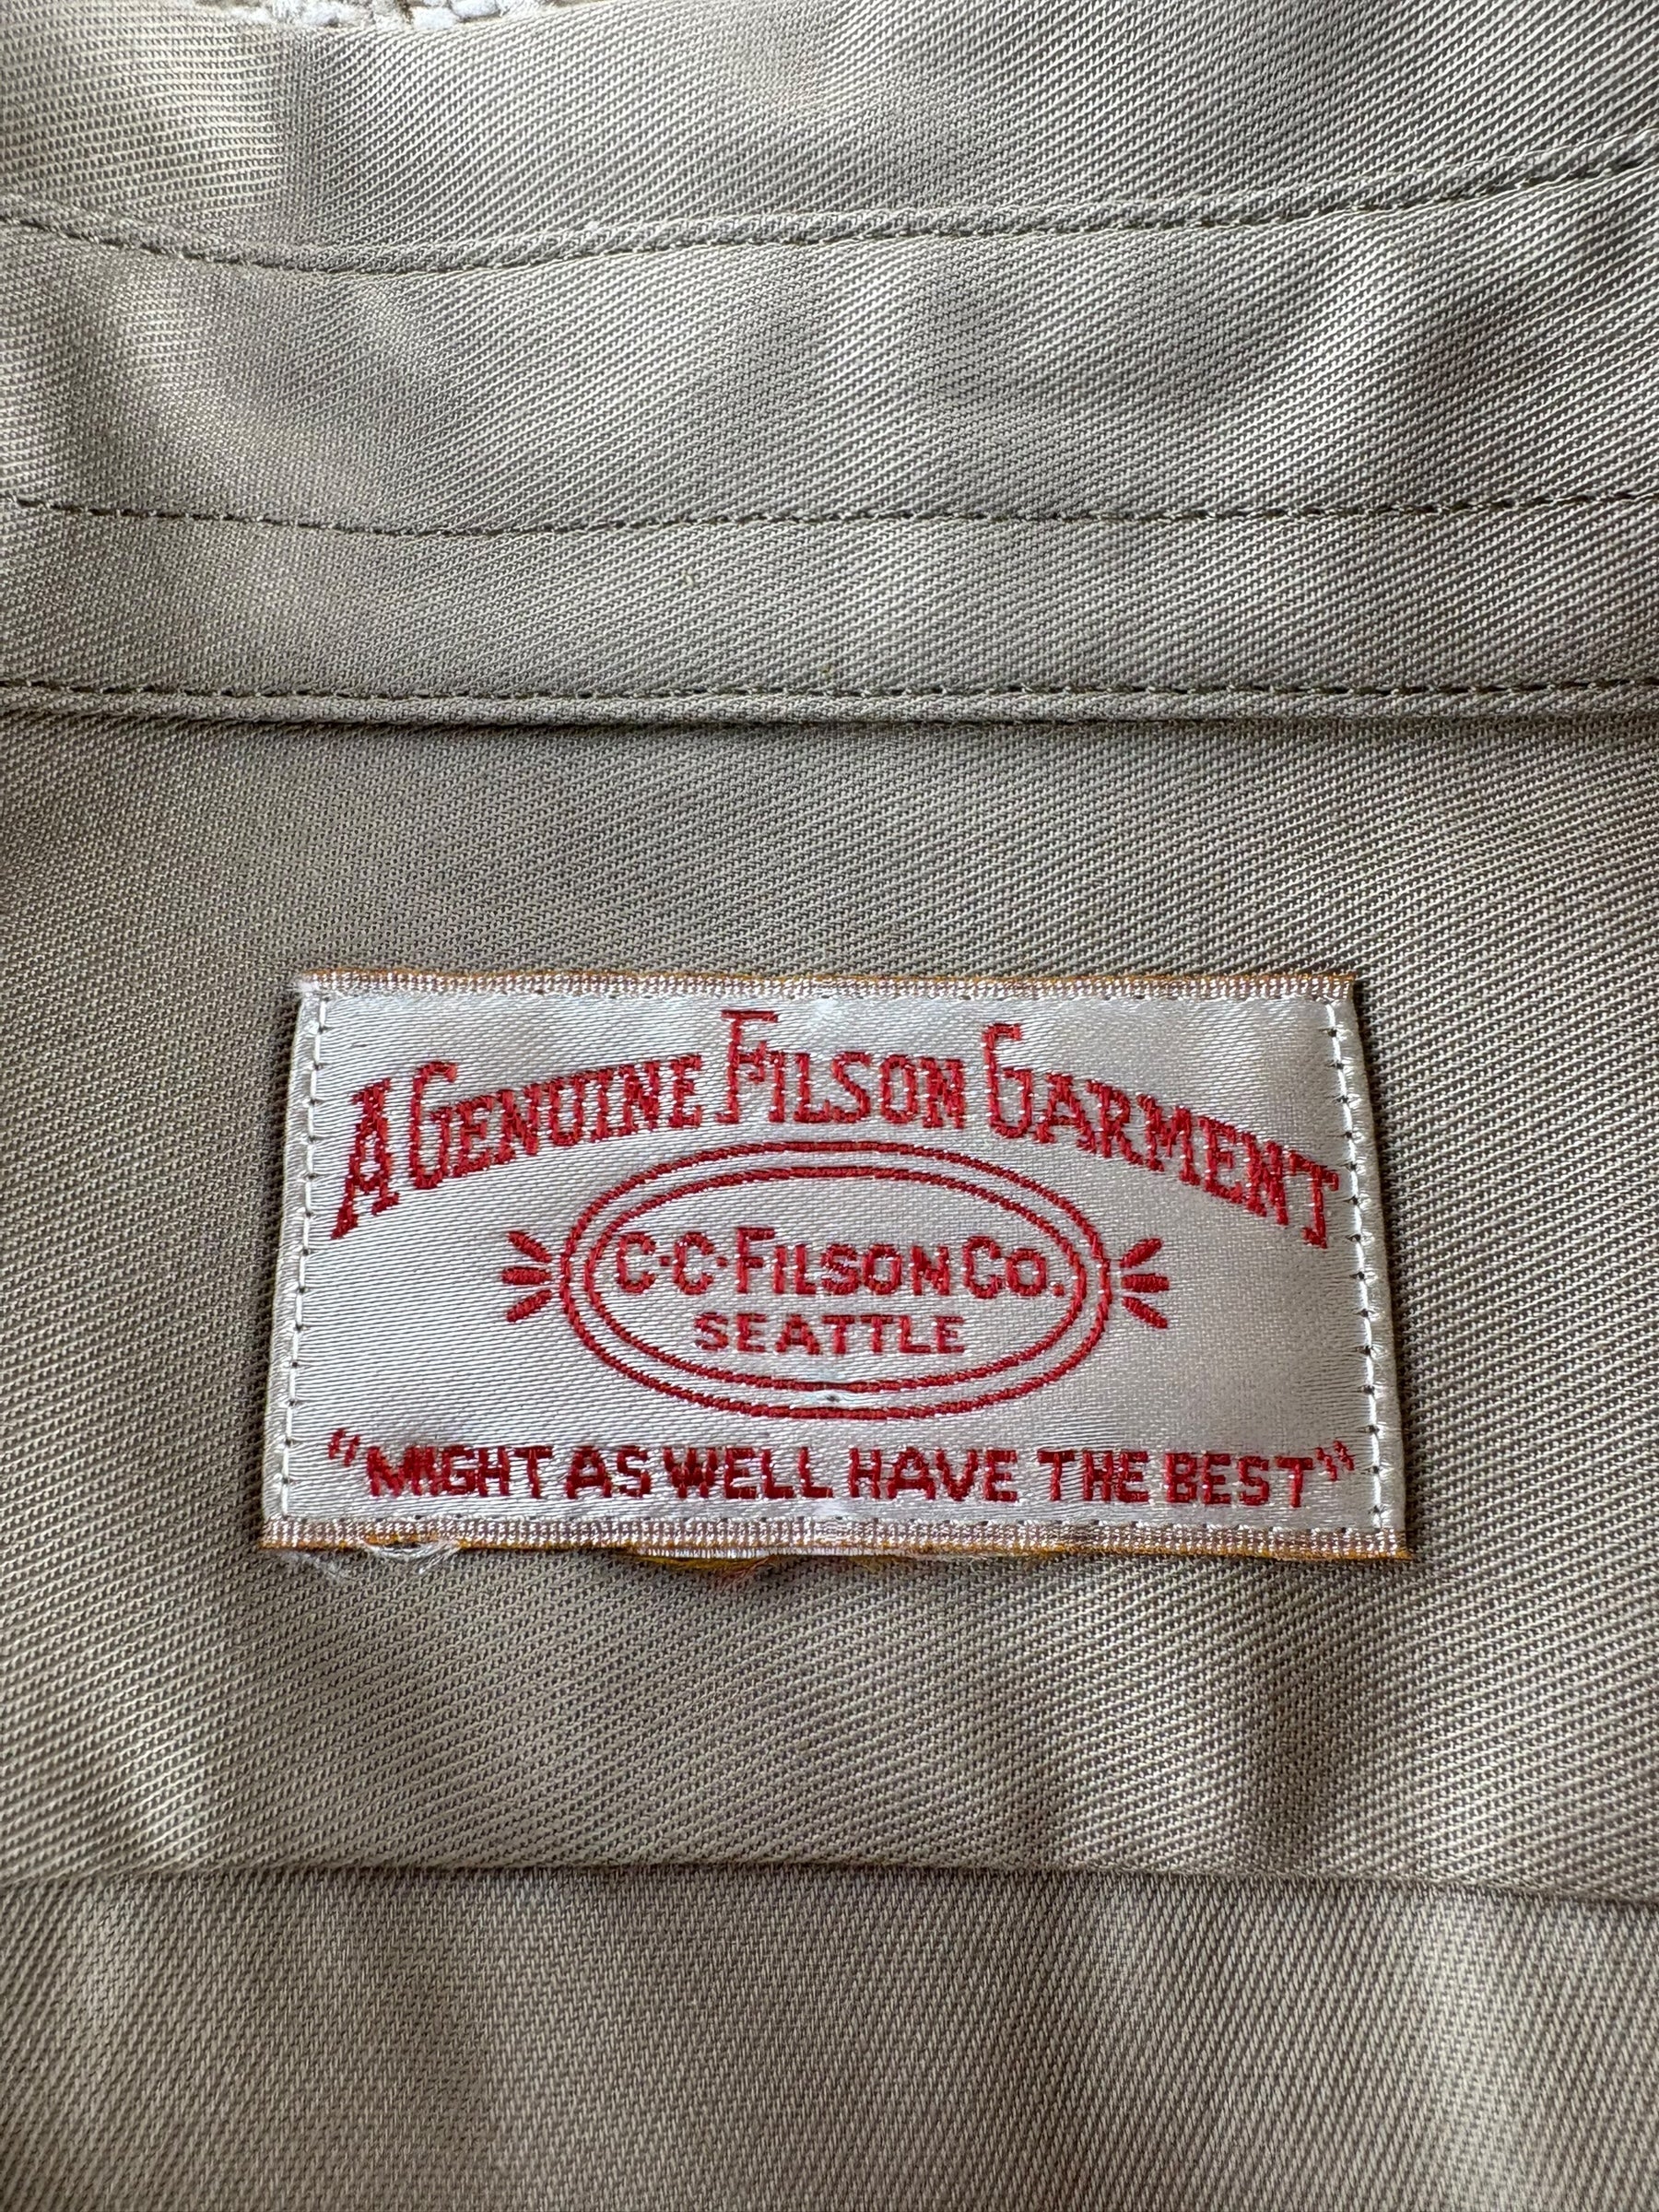 A GENUINE FILSON GARMENT
C·C·FILSON CO.
SEATTLE
"MIGHT AS WELL HAVE THE BEST"